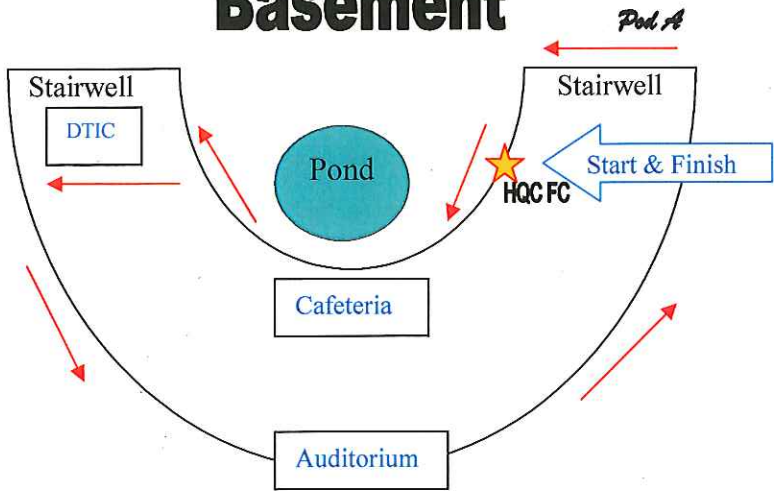 Basement
Pod A
Stairwell
Stairwell
DTIC
Pond
Start & Finish
HQC FC
Cafeteria
Auditorium